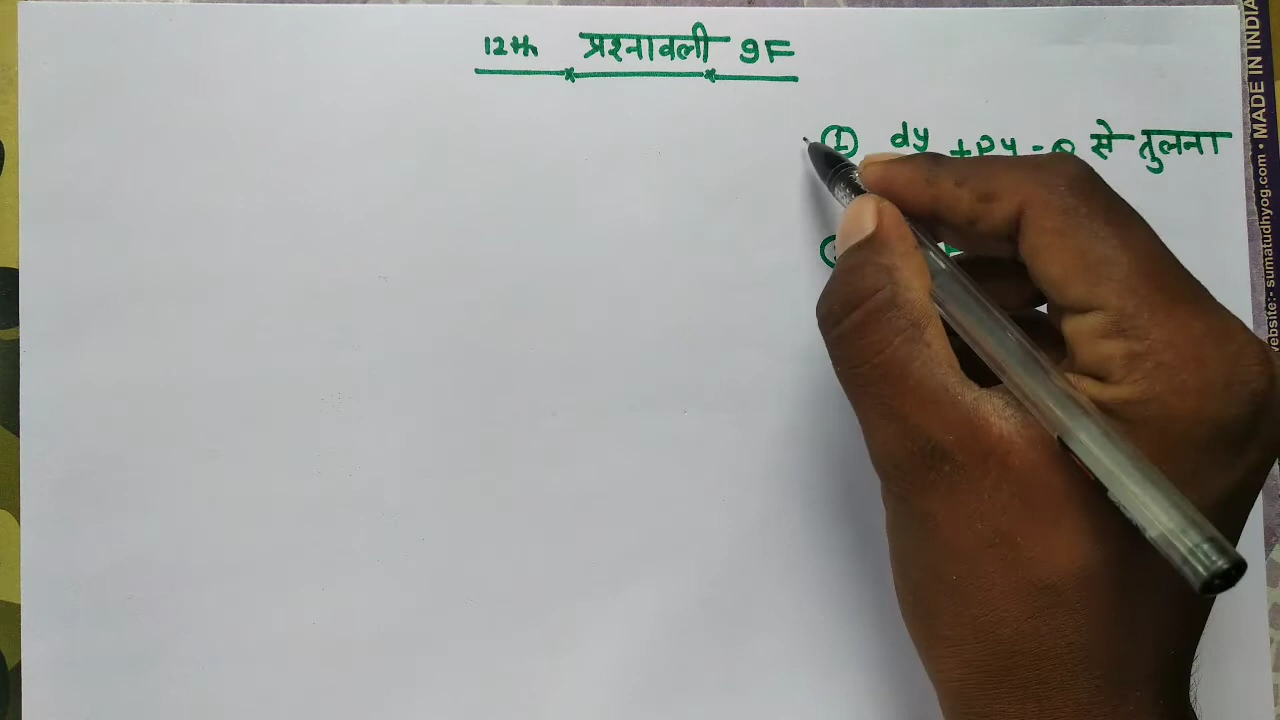 12th प्रश्नावली 9F
① dy +Py = Q से तुलना
website:- sumatudhyog.com • MADE IN INDIA